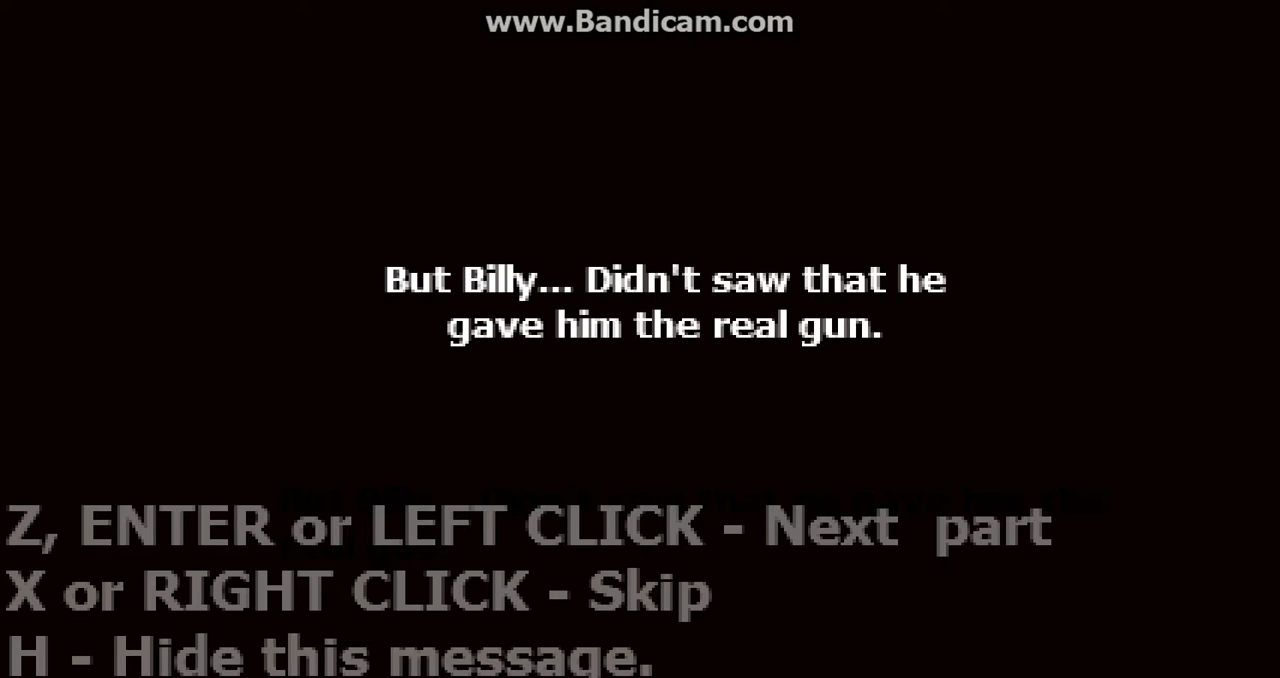 www.Bandicam.com
But Billy... Didn't saw that he
gave him the real gun.
Z, ENTER or LEFT CLICK - Next part
X or RIGHT CLICK - Skip
H - Hide this message.